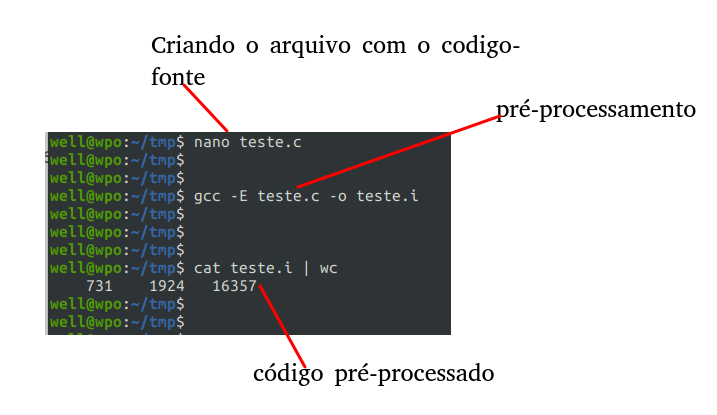 Criando o arquivo com o codigo-
fonte
pré-processamento
well@wpo:~/tmp$ nano teste.c
well@wpo:~/tmp$
well@wpo:~/tmp$
well@wpo:~/tmp$ gcc -E teste.c -o teste.i
well@wpo:~/tmp$
well@wpo:~/tmp$
well@wpo:~/tmp$
well@wpo:~/tmp$ cat teste.i | wc
731 1924 16357
well@wpo:~/tmp$
well@wpo:~/tmp$
código pré-processado